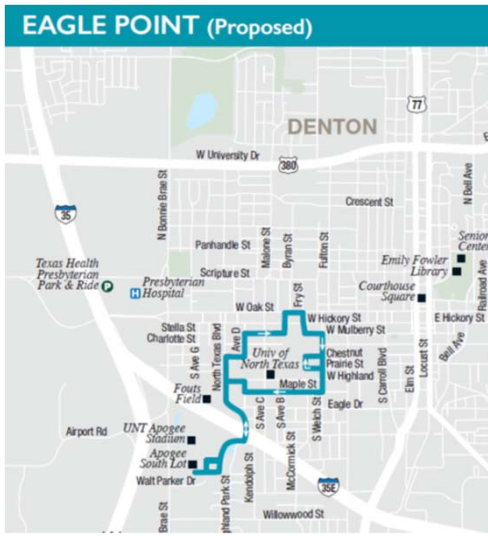 EAGLE POINT (Proposed)
77
DENTON
W University Dr
380
N Bonnie Brae St
Crescent St
N Bell Ave
35
Malone St
Byran St
Fulton St
Panhandle St
Senior
Center
Emily Fowler
Library
Scripture St
Texas Health
Presbyterian
Park & Ride
P
H
Presbyterian
Hospital
Courthouse
Square
Railroad Ave
Fry St
W Oak St
W Hickory St
E Hickory St
W Mulberry St
Stella St
Charlotte St
North Texas Blvd
Ave D
S Ave G
Univ of
North Texas
Chestnut
Prairie St
W Highland
S Carroll Blvd
Elm St
Locust St
Bell Ave
Maple St
Fouts
Field
Eagle Dr
S Ave C
S Ave B
S Welch St
Airport Rd
UNT Apogee
Stadium
Apogee
South Lot
McCormick St
Kendolph St
Walt Parker Dr
35E
Brae St
ghland Park St
Willowwood St